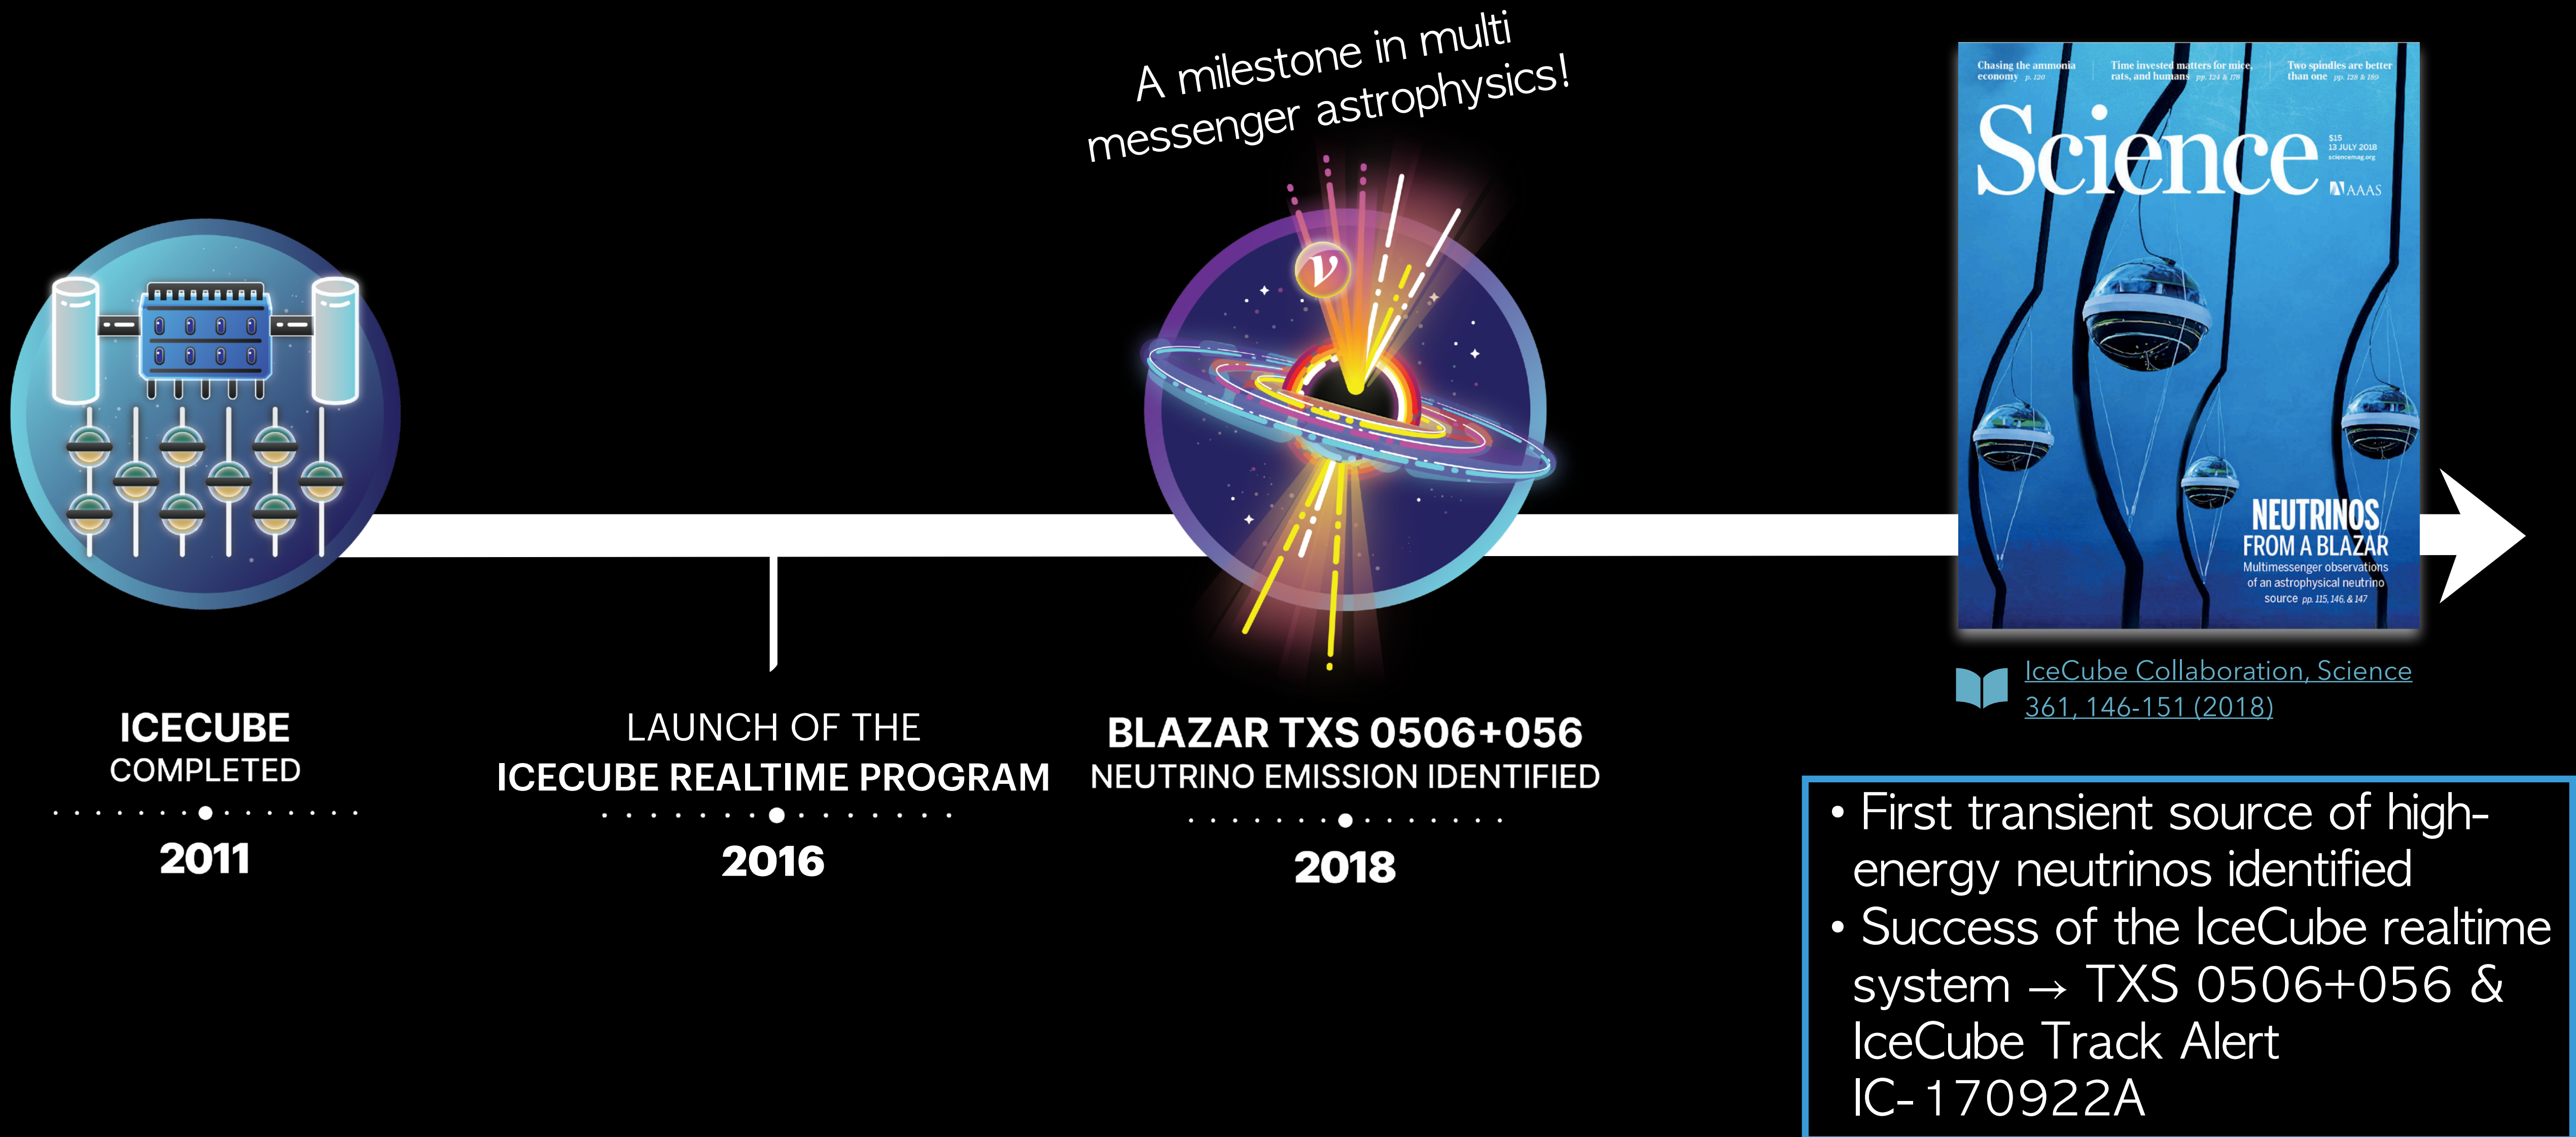 A milestone in multi
messenger astrophysics!
ν
ICECUBE
COMPLETED
2011
LAUNCH OF THE
ICECUBE REALTIME PROGRAM
2016
BLAZAR TXS 0506+056
NEUTRINO EMISSION IDENTIFIED
2018
Chasing the ammonia
economy p. 120
Time invested matters for mice,
rats, and humans pp. 124 & 178
Two spindles are better
than one pp. 128 & 189
Science
$15
13 JULY 2018
sciencemag.org
AAAS
NEUTRINOS
FROM A BLAZAR
Multimessenger observations
of an astrophysical neutrino
source pp. 115, 146, & 147
IceCube Collaboration, Science
361, 146-151 (2018)
• First transient source of high-
energy neutrinos identified
• Success of the IceCube realtime
system → TXS 0506+056 &
IceCube Track Alert
IC-170922A